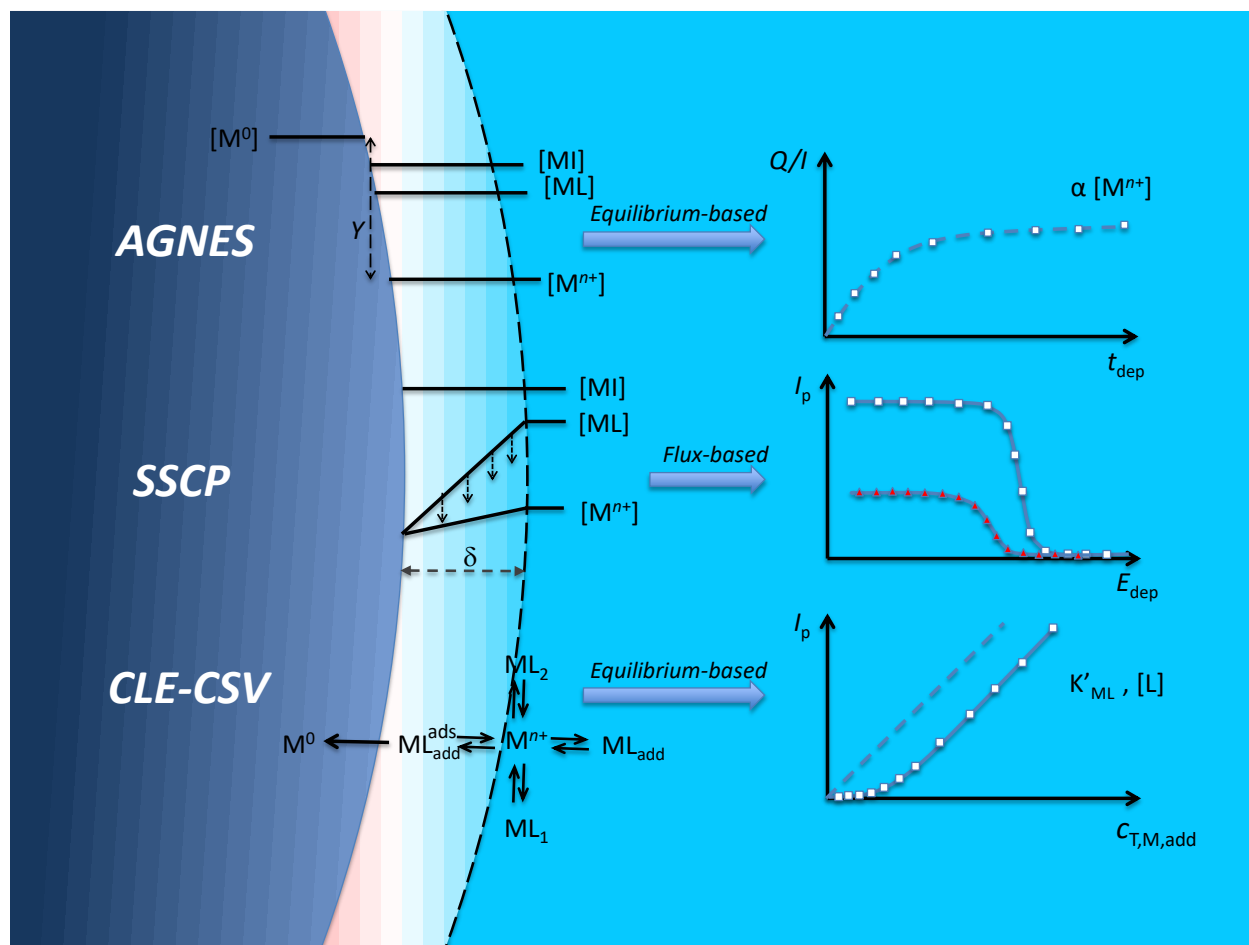 [M⁰]
[MI]
[ML]
AGNES
Y
[Mⁿ⁺]
Equilibrium-based
Q/I
α [Mⁿ⁺]
t_dep
[MI]
[ML]
SSCP
[Mⁿ⁺]
δ
Flux-based
I_p
E_dep
CLE-CSV
ML₂
M⁰
ML_add^ads
Mⁿ⁺
ML_add
ML₁
Equilibrium-based
I_p
K'_ML , [L]
c_T,M,add